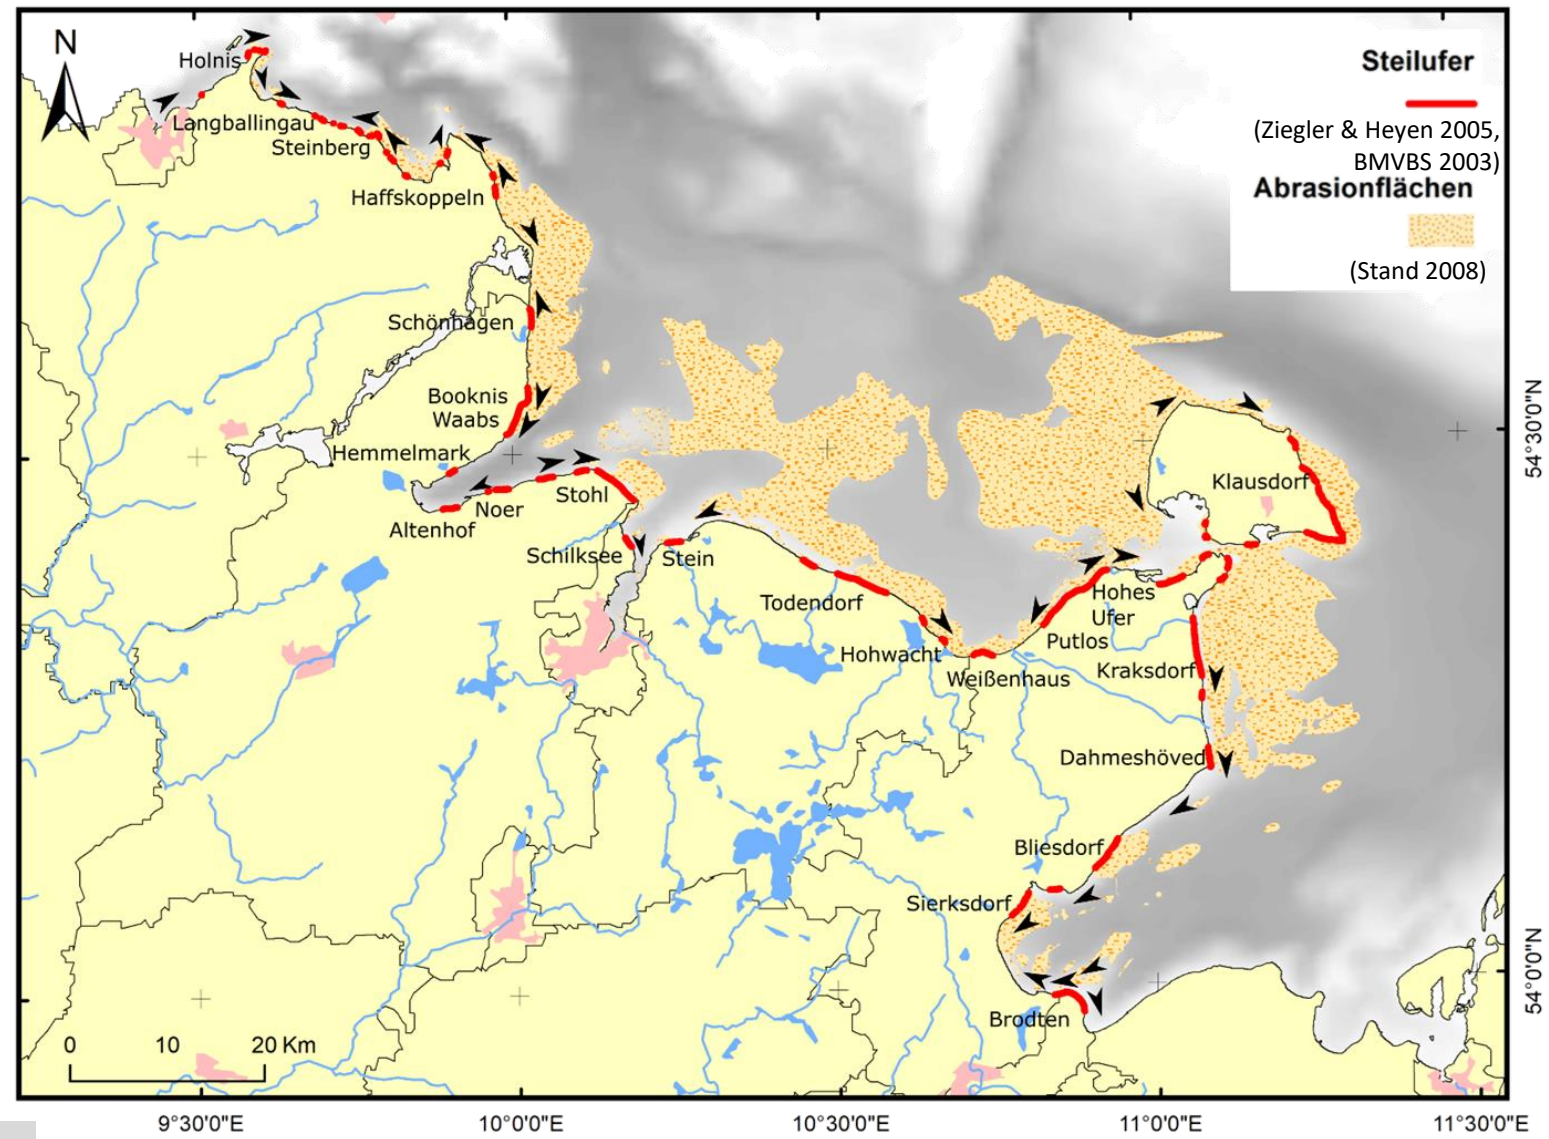 N
Steilufer
(Ziegler & Heyen 2005,
BMVBS 2003)
Abrasionflächen
(Stand 2008)
Holnis
Langballingau
Steinberg
Haffskoppeln
Schönhagen
Booknis
Waabs
Hemmelmark
Altenhof
Noer
Stohl
Schilksee
Stein
Todendorf
Hohwacht
Weißenhaus
Putlos
Hohes
Ufer
Klausdorf
Kraksdorf
Dahmeshöved
Bliesdorf
Sierksdorf
Brodten
54°30'0"N
54°0'0"N
0 10 20 Km
9°30'0"E 10°0'0"E 10°30'0"E 11°0'0"E 11°30'0"E